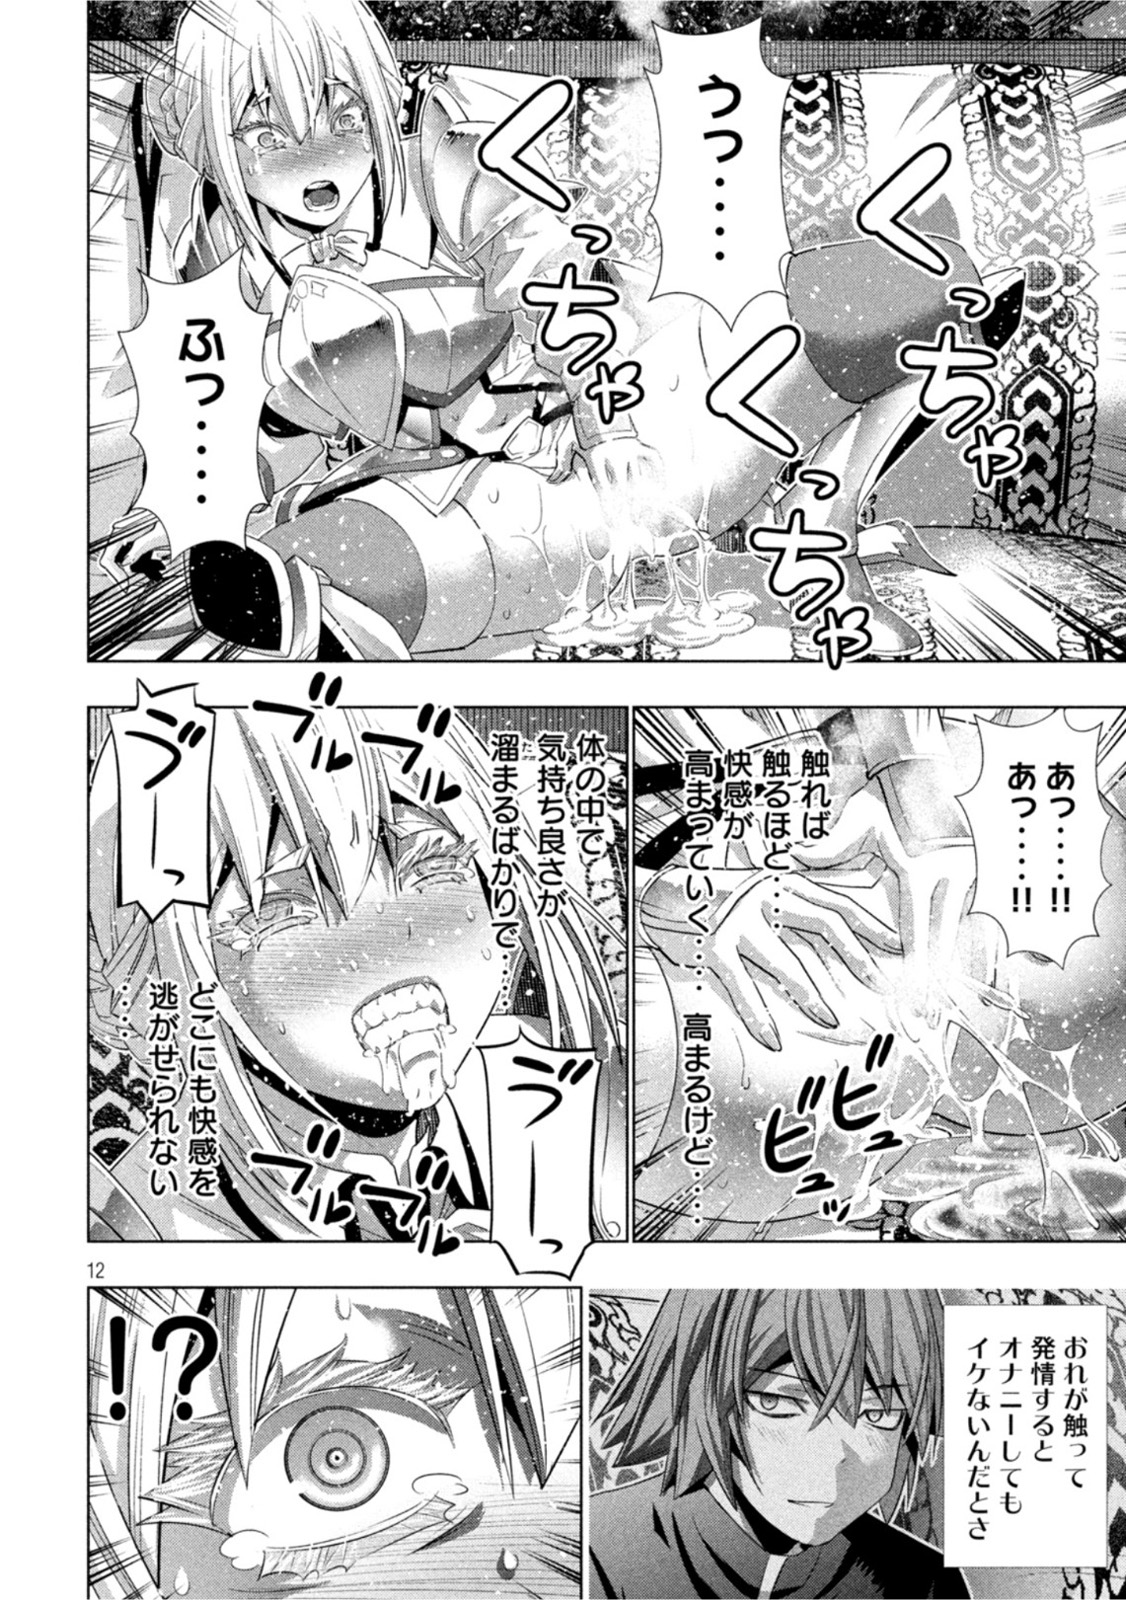 うっ・・・・・
くっちゃ
くっちゃ
くっちゃ
ふっ・・・・・
あっ・・・・!!
あっ・・・・!!
触れば
触るほど・・・・
快感が
高まっていく・・・・
高まるけど・・・・
ビュ
ビュッ
体の中で
気持ち良さが
溜まるばかりで・・・・
た
ブルッ
ブルッ
ゔーっ
どこにも快感を
逃がせられない
・・・・
ゔーっ
ブルッ
ブルッ
12
おれが触って
発情すると
オナニーしても
イケないんだとさ
!?